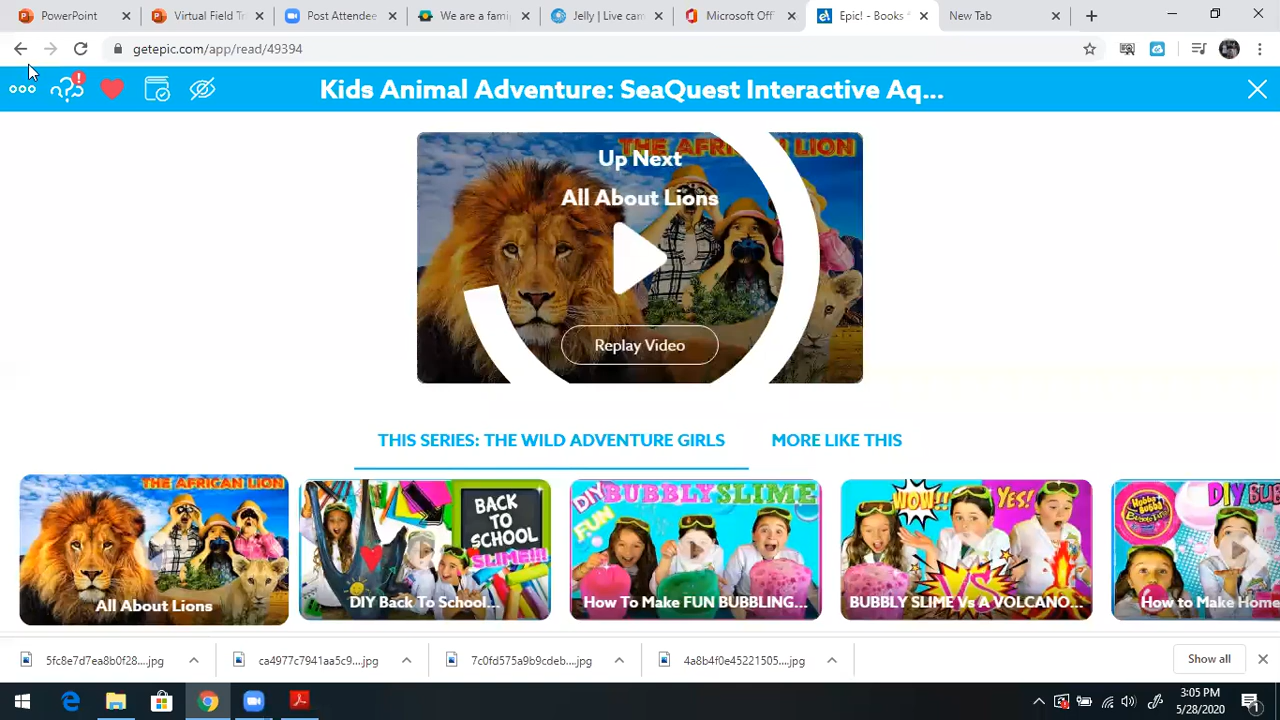 PowerPoint
Virtual Field Tr
Post Attendee
We are a fami
Jelly | Live cam
Microsoft Off
Epic! - Books
New Tab
getepic.com/app/read/49394
Kids Animal Adventure: SeaQuest Interactive Aq...
THE AFRICAN LION
Up Next
All About Lions
Replay Video
THIS SERIES: THE WILD ADVENTURE GIRLS
MORE LIKE THIS
THE AFRICAN LION
All About Lions
BACK TO SCHOOL SLIME!!!
DIY Back To School...
DIY FUN BUBBLY SLIME
How To Make FUN BUBBLING...
WOW!! YES! VS
BUBBLY SLIME Vs A VOLCANO...
Hubba Bubba DIY BUB
How to Make Home
5fc8e7d7ea8b0f28....jpg
ca4977c7941aa5c9....jpg
7c0fd575a9b9cdeb....jpg
4a8b4f0e45221505....jpg
Show all
3:05 PM
5/28/2020